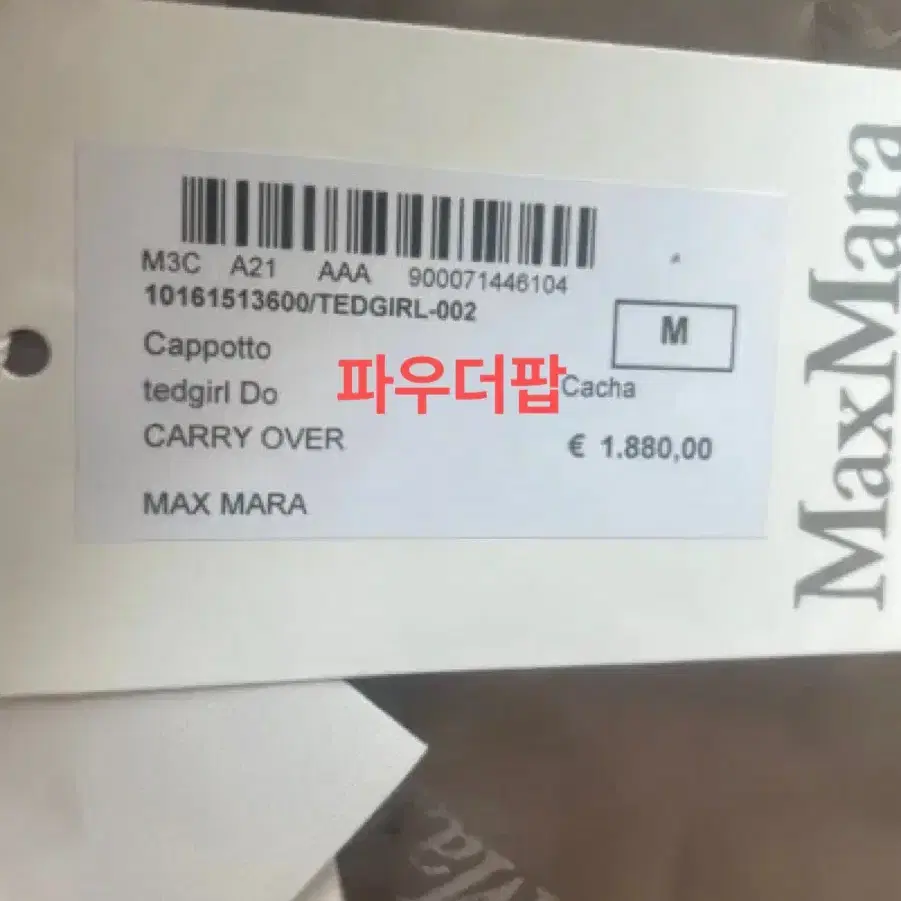 M3C A21 AAA 900071446104
10161513600/TEDGIRL-002
M
Cappotto
tedgirl Do Cacha
파우더팝
CARRY OVER € 1.880,00
MAX MARA
MaxMara